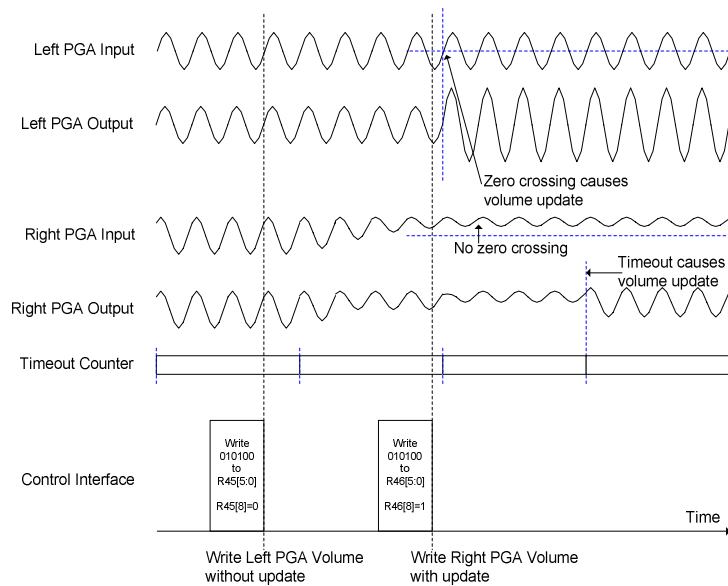 Left PGA Input
Left PGA Output
Zero crossing causes
volume update
Right PGA Input
No zero crossing
Timeout causes
volume update
Right PGA Output
Timeout Counter
Write
010100
to
R45[5:0]
R45[8]=0
Write
010100
to
R46[5:0]
R46[8]=1
Control Interface
Time
Write Left PGA Volume
without update
Write Right PGA Volume
with update